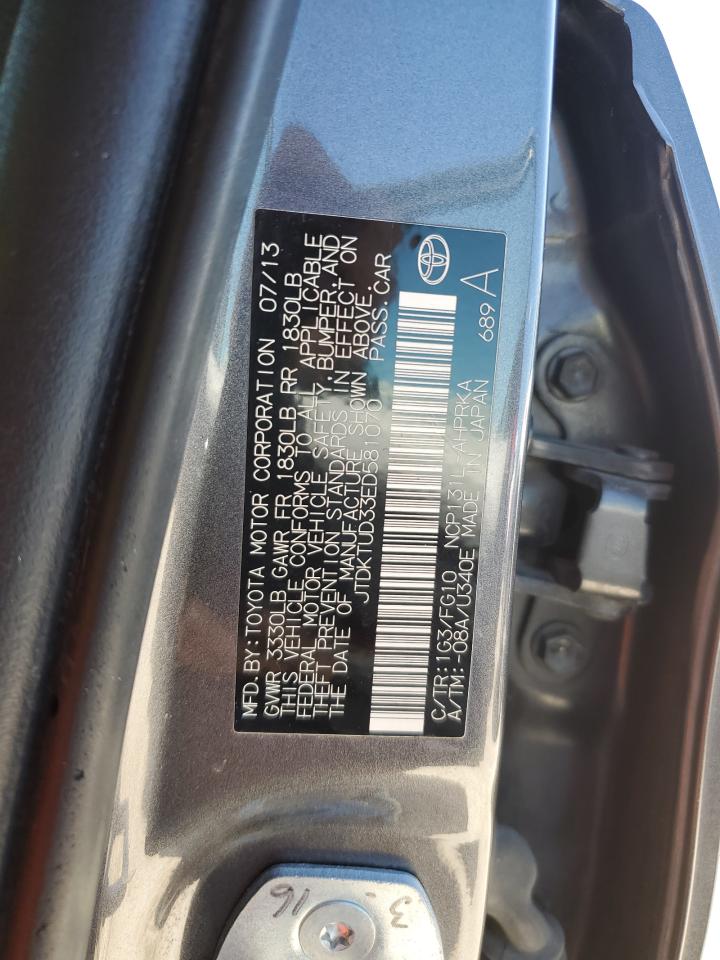 MFD. BY: TOYOTA MOTOR CORPORATION 07/13
GVWR 3330LB GAWR FR 1830LB RR 1830LB
THIS VEHICLE CONFORMS TO ALL APPLICABLE
FEDERAL MOTOR VEHICLE SAFETY, BUMPER, AND
THEFT PREVENTION STANDARDS IN EFFECT ON
THE DATE OF MANUFACTURE SHOWN ABOVE.
JTDKTUD33ED581070 PASS. CAR
C/TR: 1G3/FG10 NCP131L-AHPRKA
A/TM: -08A/U340E MADE IN JAPAN
689 A
3-
16